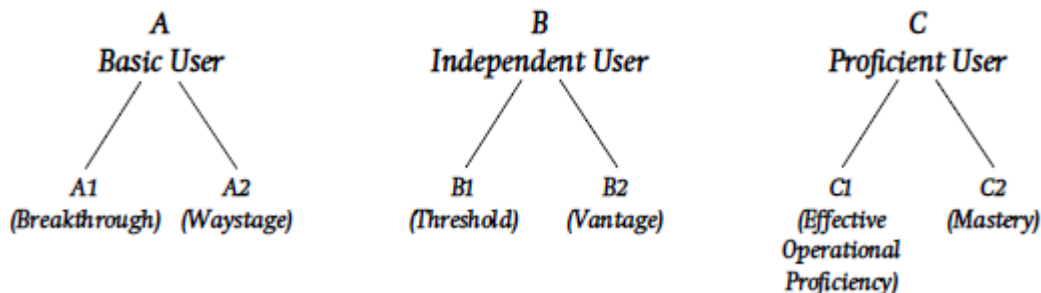 A
Basic User
B
Independent User
C
Proficient User
A1
(Breakthrough)
A2
(Waystage)
B1
(Threshold)
B2
(Vantage)
C1
(Effective
Operational
Proficiency)
C2
(Mastery)